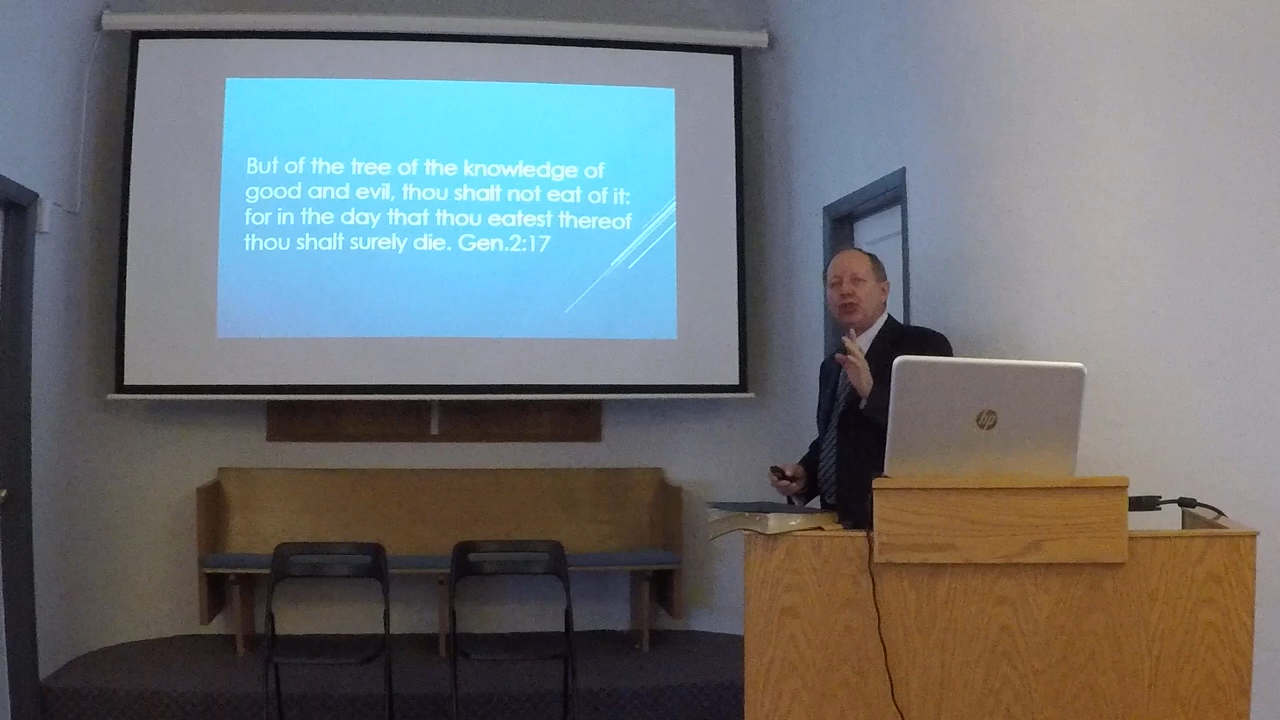 But of the tree of the knowledge of
good and evil, thou shalt not eat of it:
for in the day that thou eatest thereof
thou shalt surely die. Gen.2:17
hp